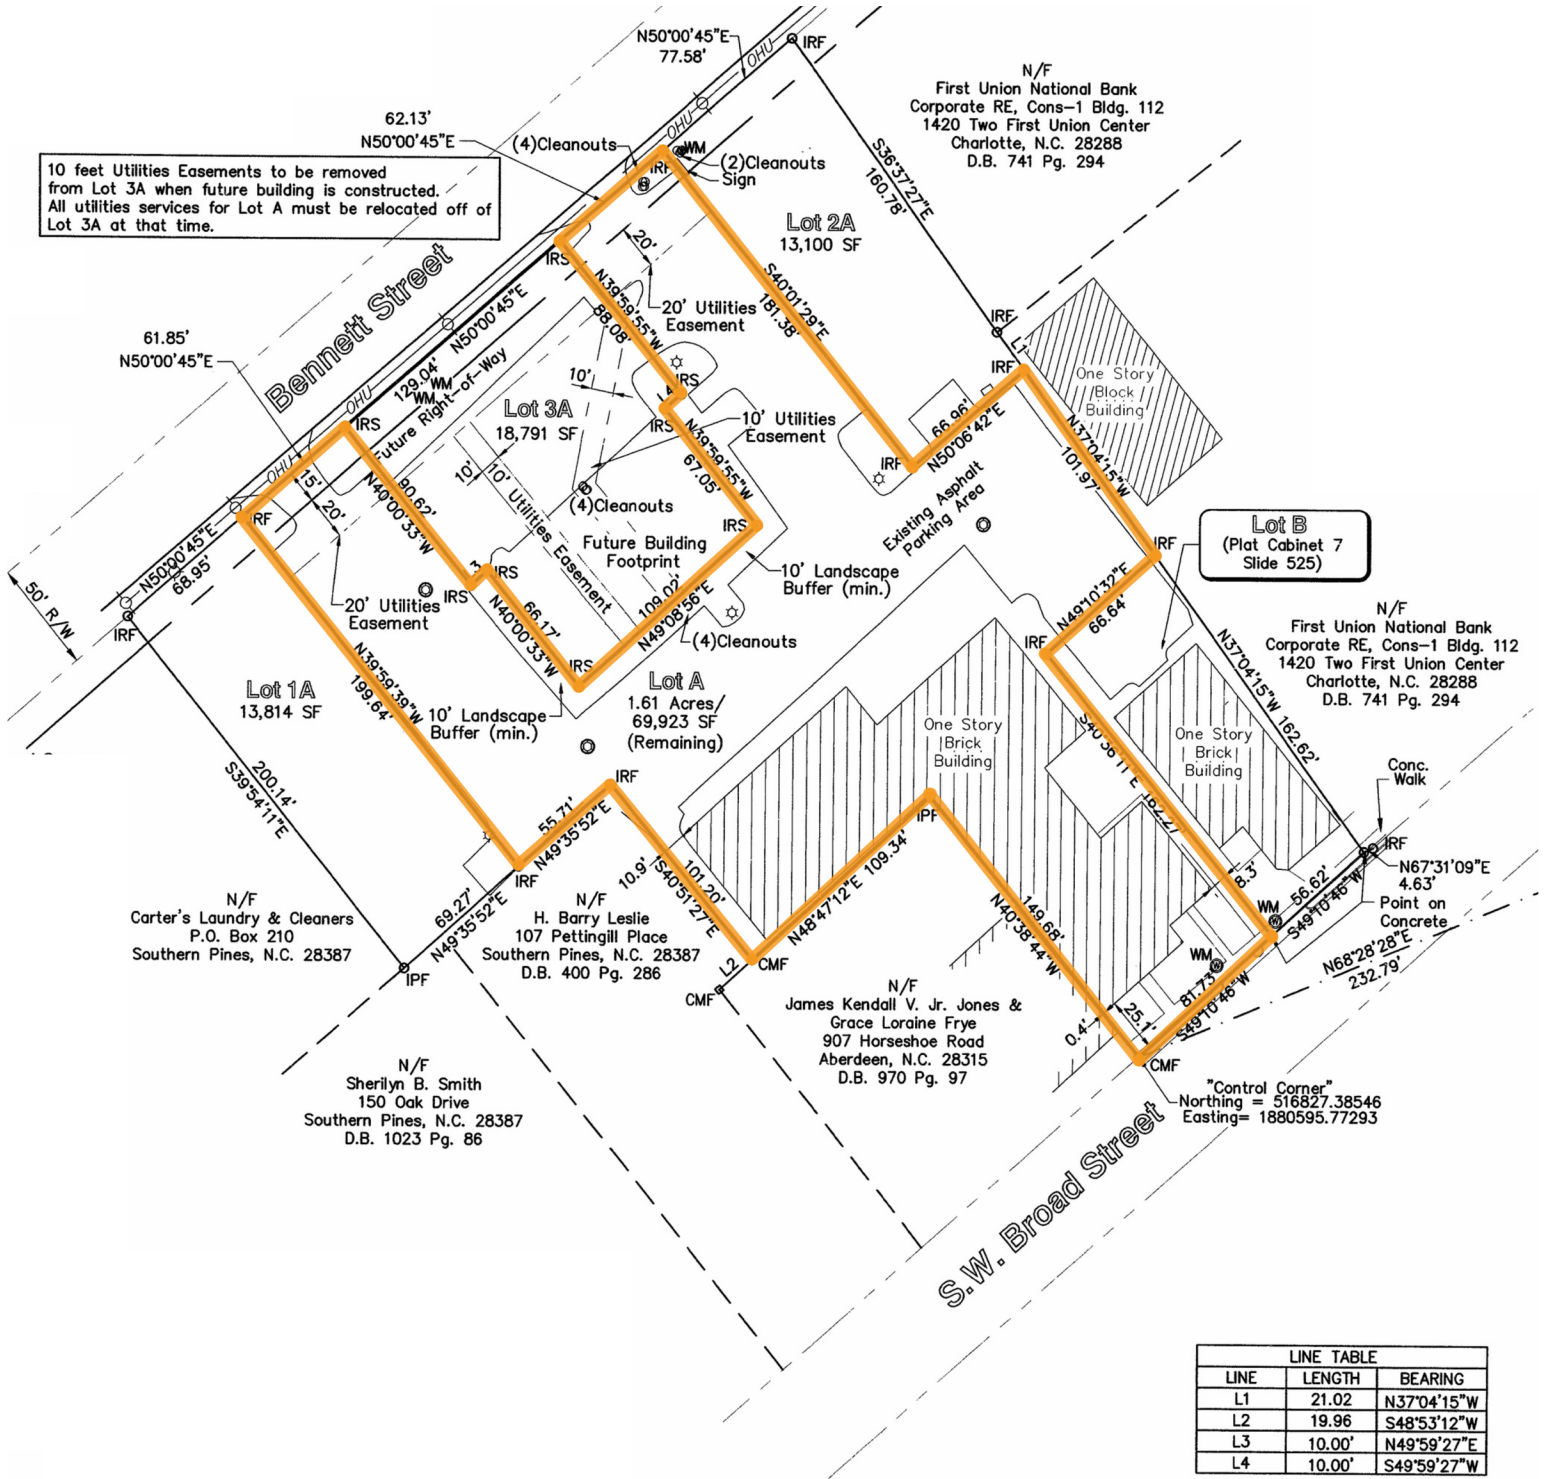 N50°00'45"E
77.58'
OHU
IRF
N/F
First Union National Bank
Corporate RE, Cons-1 Bldg. 112
1420 Two First Union Center
Charlotte, N.C. 28288
D.B. 741 Pg. 294
62.13'
N50°00'45"E
(4)Cleanouts
OHU
WM
IRF
(2)Cleanouts
Sign
10 feet Utilities Easements to be removed
from Lot 3A when future building is constructed.
All utilities services for Lot A must be relocated off of
Lot 3A at that time.
S36°37'27"E
160.78'
Lot 2A
13,100 SF
20'
IRS
Bennett Street
N50°00'45"E
N39°59'55"W
88.08'
20' Utilities
Easement
S40°01'29"E
181.38'
IRF
L1
61.85'
N50°00'45"E
129.04'
WM
WM
Future Right-of-Way
OHU
IRS
10'
Lot 3A
18,791 SF
IRS
IRS
10' Utilities
Easement
IRF
One Story
Block
Building
66.96'
N50°06'42"E
IRF
N37°04'15"W
101.97'
N39°59'55"W
67.05'
OHU
15'
20'
IRF
90.62'
N40°00'33"W
10'
10' Utilities Easement
(4)Cleanouts
Existing Asphalt
Parking Area
IRS
Lot B
(Plat Cabinet 7
Slide 525)
N50°00'45"E
68.95'
50' R/W
IRF
20' Utilities
Easement
IRS
IRS
Future Building
Footprint
10' Landscape
Buffer (min.)
109.02'
N49°08'56"E
(4)Cleanouts
66.17'
N40°00'33"W
IRS
IRF
N49°10'32"E
66.64'
IRF
N/F
First Union National Bank
Corporate RE, Cons-1 Bldg. 112
1420 Two First Union Center
Charlotte, N.C. 28288
D.B. 741 Pg. 294
N37°04'15"W 162.62'
Lot 1A
13,814 SF
N39°59'39"W
199.64'
10' Landscape
Buffer (min.)
Lot A
1.61 Acres/
69,923 SF
(Remaining)
One Story
Brick
Building
S40°36'11"E 162.27'
One Story
Brick
Building
Conc.
Walk
200.14'
S39°54'11"E
IRF
55.71'
N49°35'52"E
IRF
10.9'
101.20'
S40°51'27"E
109.34'
N48°47'12"E
IPF
8.3'
56.62'
S49°10'46"W
IRF
N67°31'09"E
4.63'
Point on
Concrete
N/F
Carter's Laundry & Cleaners
P.O. Box 210
Southern Pines, N.C. 28387
69.27'
N49°35'52"E
IPF
N/F
H. Barry Leslie
107 Pettingill Place
Southern Pines, N.C. 28387
D.B. 400 Pg. 286
L2
CMF
CMF
149.68'
N40°38'44"W
WM
WM
81.73'
S49°10'46"W
N68°28'28"E
232.79'
N/F
James Kendall V. Jr. Jones &
Grace Loraine Frye
907 Horseshoe Road
Aberdeen, N.C. 28315
D.B. 970 Pg. 97
0.4'
25.1'
CMF
N/F
Sherilyn B. Smith
150 Oak Drive
Southern Pines, N.C. 28387
D.B. 1023 Pg. 86
"Control Corner"
Northing = 516827.38546
Easting= 1880595.77293
S.W. Broad Street
LINE TABLE
LINE LENGTH BEARING
L1 21.02 N37°04'15"W
L2 19.96 S48°53'12"W
L3 10.00' N49°59'27"E
L4 10.00' S49°59'27"W